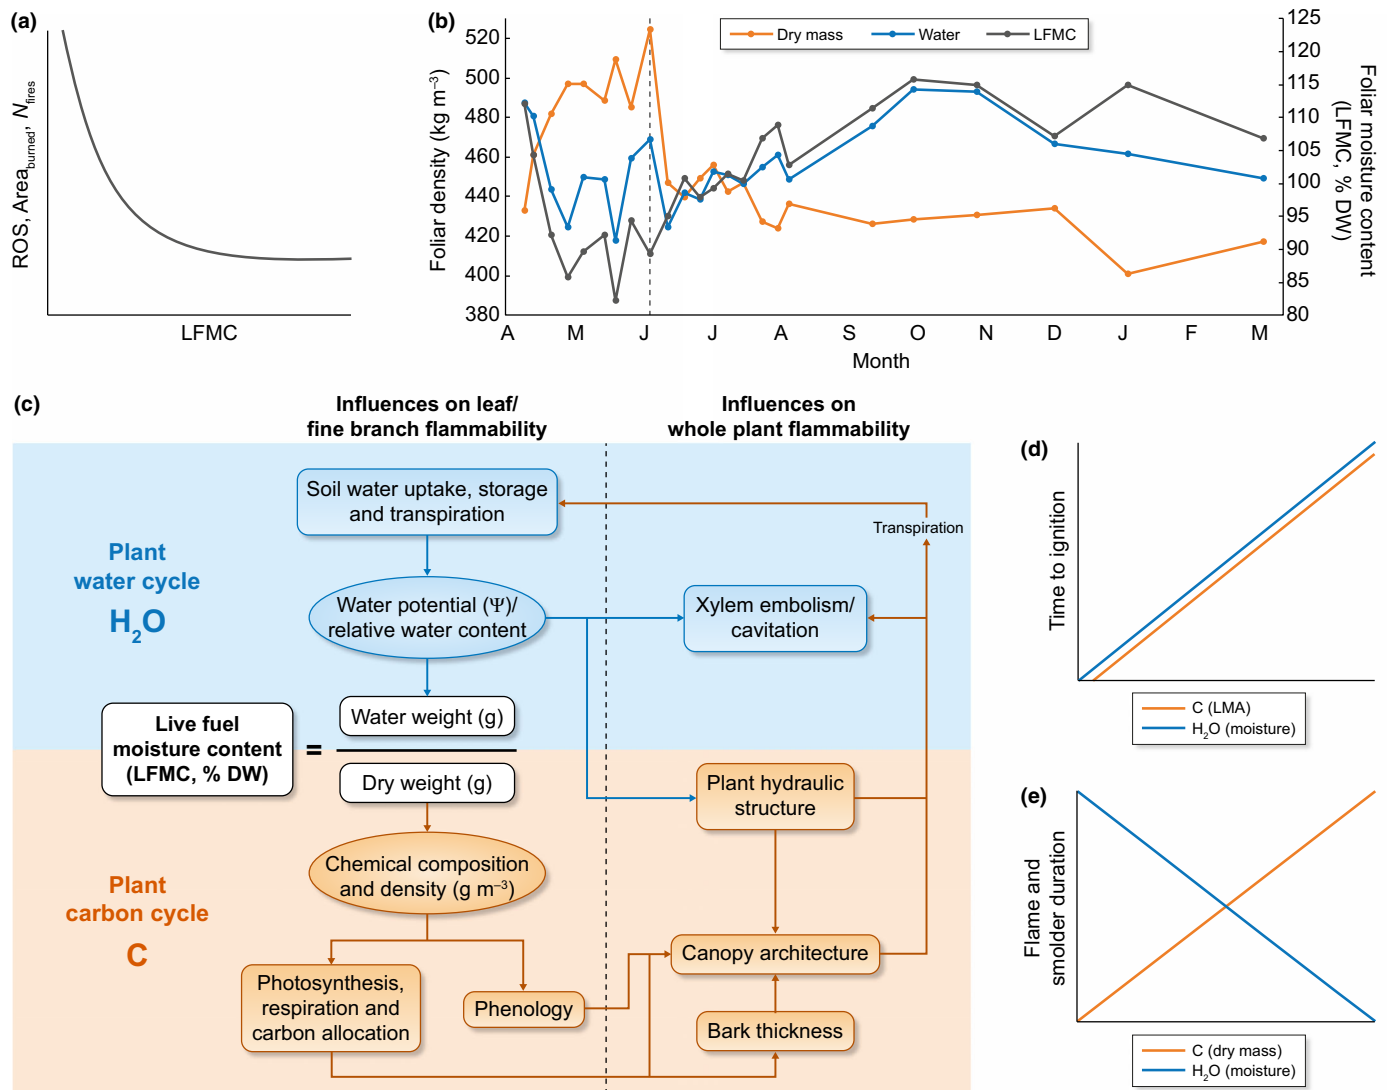 (a)
ROS, Area_burned, N_fires
LFMC
(b)
Dry mass
Water
LFMC
Foliar density (kg m⁻³)
520
500
480
460
440
420
400
380
125
120
115
110
105
100
95
90
85
80
Foliar moisture content
(LFMC, % DW)
A M J J A S O N D J F M
Month
(c)
Influences on leaf/
fine branch flammability
Influences on
whole plant flammability
Plant
water cycle
H₂O
Soil water uptake, storage
and transpiration
Transpiration
Water potential (Ψ)/
relative water content
Xylem embolism/
cavitation
Water weight (g)
Live fuel
moisture content
(LFMC, % DW)
=
Dry weight (g)
Plant hydraulic
structure
Chemical composition
and density (g m⁻³)
Plant
carbon cycle
C
Canopy architecture
Photosynthesis,
respiration and
carbon allocation
Phenology
Bark thickness
(d)
Time to ignition
C (LMA)
H₂O (moisture)
(e)
Flame and
smolder duration
C (dry mass)
H₂O (moisture)